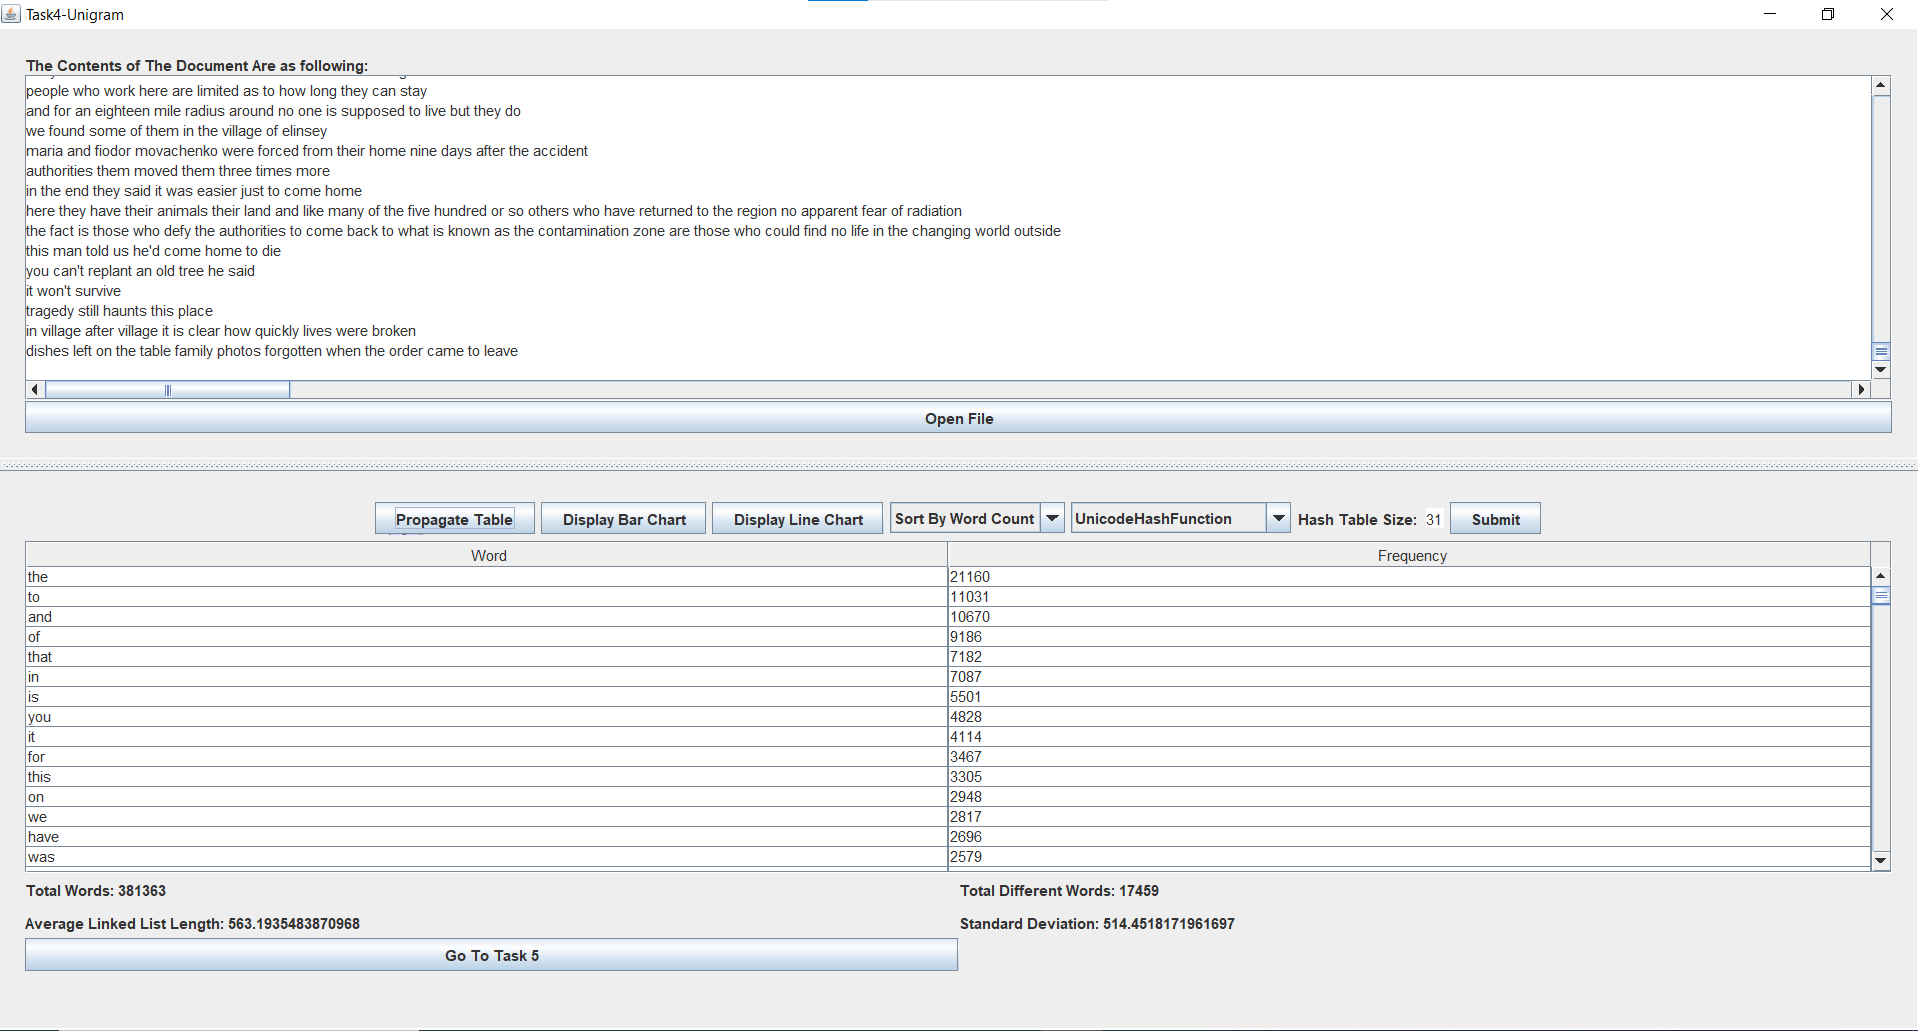 Task4-Unigram
The Contents of The Document Are as following:
people who work here are limited as to how long they can stay
and for an eighteen mile radius around no one is supposed to live but they do
we found some of them in the village of elinsey
maria and fiodor movachenko were forced from their home nine days after the accident
authorities them moved them three times more
in the end they said it was easier just to come home
here they have their animals their land and like many of the five hundred or so others who have returned to the region no apparent fear of radiation
the fact is those who defy the authorities to come back to what is known as the contamination zone are those who could find no life in the changing world outside
this man told us he'd come home to die
you can't replant an old tree he said
it won't survive
tragedy still haunts this place
in village after village it is clear how quickly lives were broken
dishes left on the table family photos forgotten when the order came to leave
Open File
Propagate Table Display Bar Chart Display Line Chart Sort By Word Count UnicodeHashFunction Hash Table Size: 31 Submit
Word Frequency
the 21160
to 11031
and 10670
of 9186
that 7182
in 7087
is 5501
you 4828
it 4114
for 3467
this 3305
on 2948
we 2817
have 2696
was 2579
Total Words: 381363 Total Different Words: 17459
Average Linked List Length: 563.1935483870968 Standard Deviation: 514.4518171961697
Go To Task 5